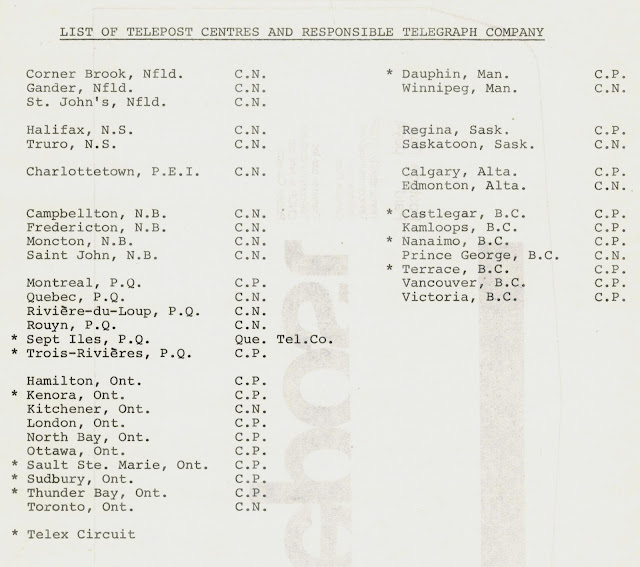 LIST OF TELEPOST CENTRES AND RESPONSIBLE TELEGRAPH COMPANY
Corner Brook, Nfld. C.N.
Gander, Nfld. C.N.
St. John's, Nfld. C.N.
Halifax, N.S. C.N.
Truro, N.S. C.N.
Charlottetown, P.E.I. C.N.
Campbellton, N.B. C.N.
Fredericton, N.B. C.N.
Moncton, N.B. C.N.
Saint John, N.B. C.N.
Montreal, P.Q. C.P.
Quebec, P.Q. C.N.
Rivière-du-Loup, P.Q. C.N.
Rouyn, P.Q. C.N.
* Sept Iles, P.Q. Que. Tel.Co.
* Trois-Rivières, P.Q. C.P.
Hamilton, Ont. C.P.
* Kenora, Ont. C.P.
Kitchener, Ont. C.N.
London, Ont. C.P.
North Bay, Ont. C.P.
Ottawa, Ont. C.P.
* Sault Ste. Marie, Ont. C.P.
* Sudbury, Ont. C.P.
* Thunder Bay, Ont. C.P.
Toronto, Ont. C.N.
* Telex Circuit
* Dauphin, Man. C.P.
Winnipeg, Man. C.N.
Regina, Sask. C.P.
Saskatoon, Sask. C.N.
Calgary, Alta. C.P.
Edmonton, Alta. C.N.
* Castlegar, B.C. C.P.
Kamloops, B.C. C.P.
* Nanaimo, B.C. C.P.
Prince George, B.C. C.N.
* Terrace, B.C. C.P.
Vancouver, B.C. C.P.
Victoria, B.C. C.P.